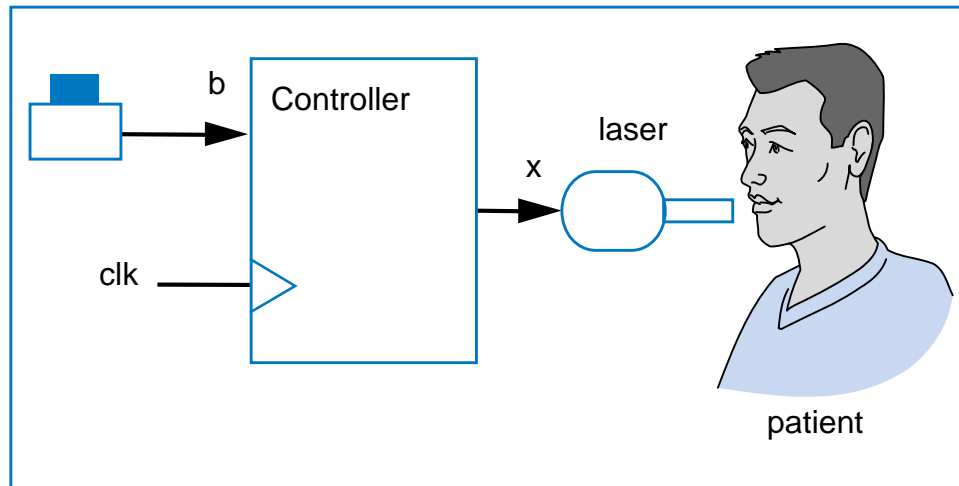 b
Controller
laser
x
clk
patient